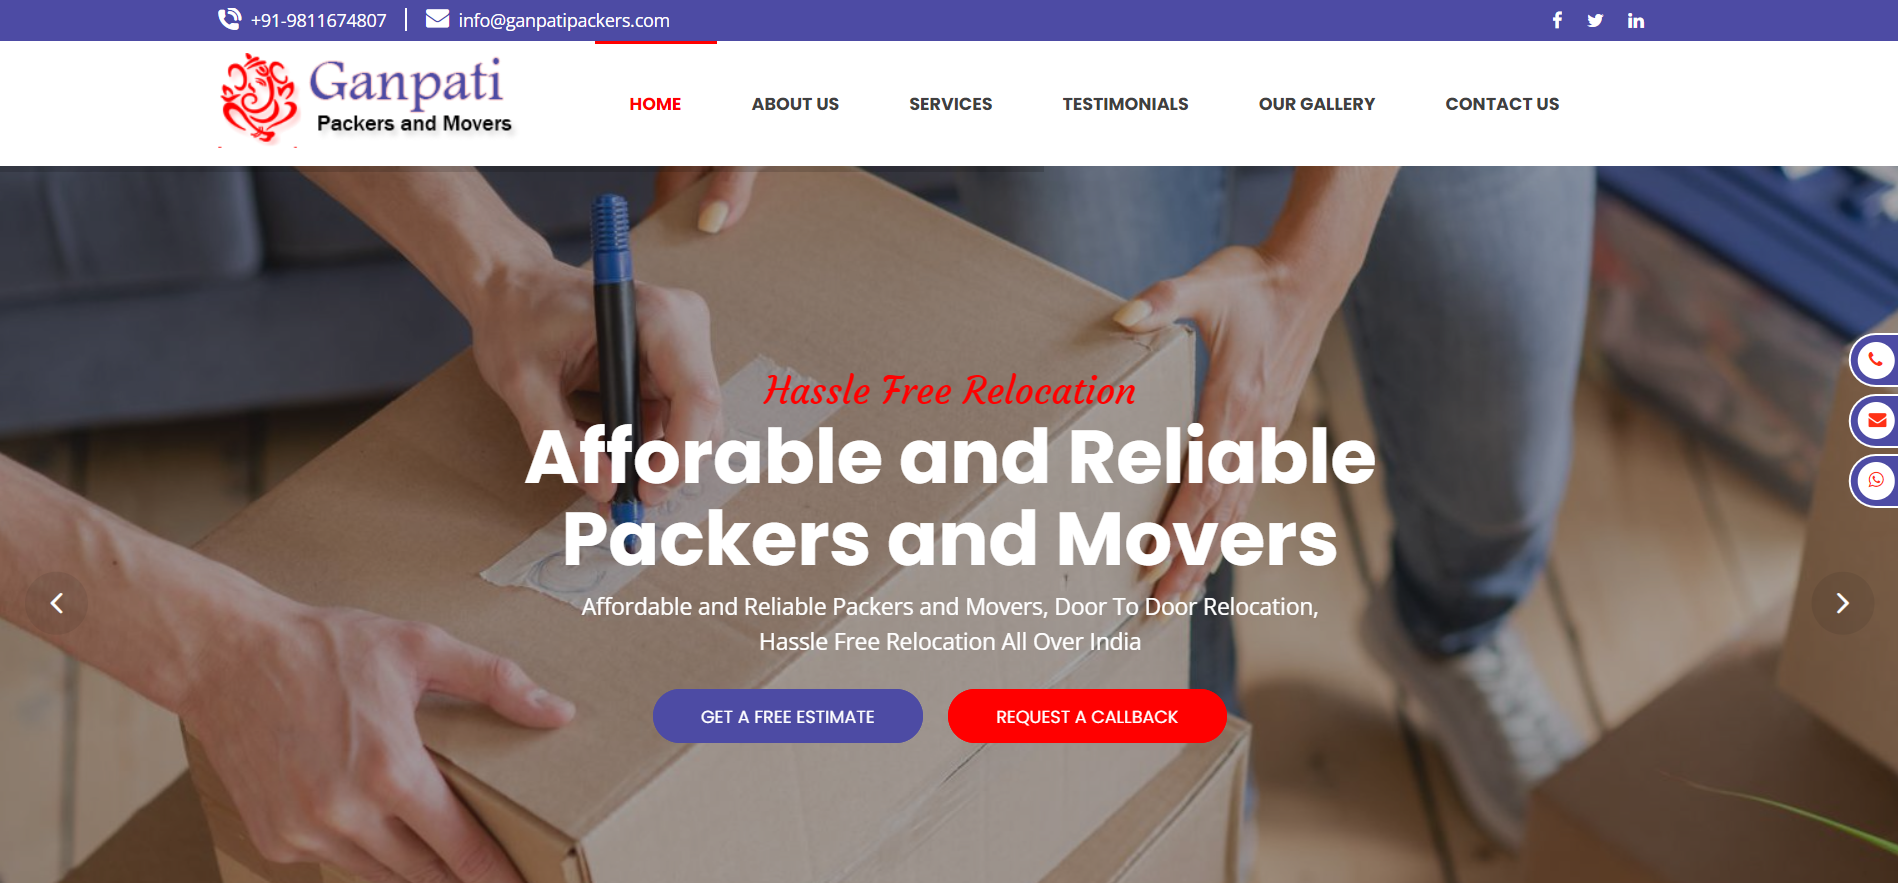 +91-9811674807
info@ganpatipackers.com
Ganpati
Packers and Movers
HOME
ABOUT US
SERVICES
TESTIMONIALS
OUR GALLERY
CONTACT US
Hassle Free Relocation
Afforable and Reliable
Packers and Movers
Affordable and Reliable Packers and Movers, Door To Door Relocation,
Hassle Free Relocation All Over India
GET A FREE ESTIMATE
REQUEST A CALLBACK